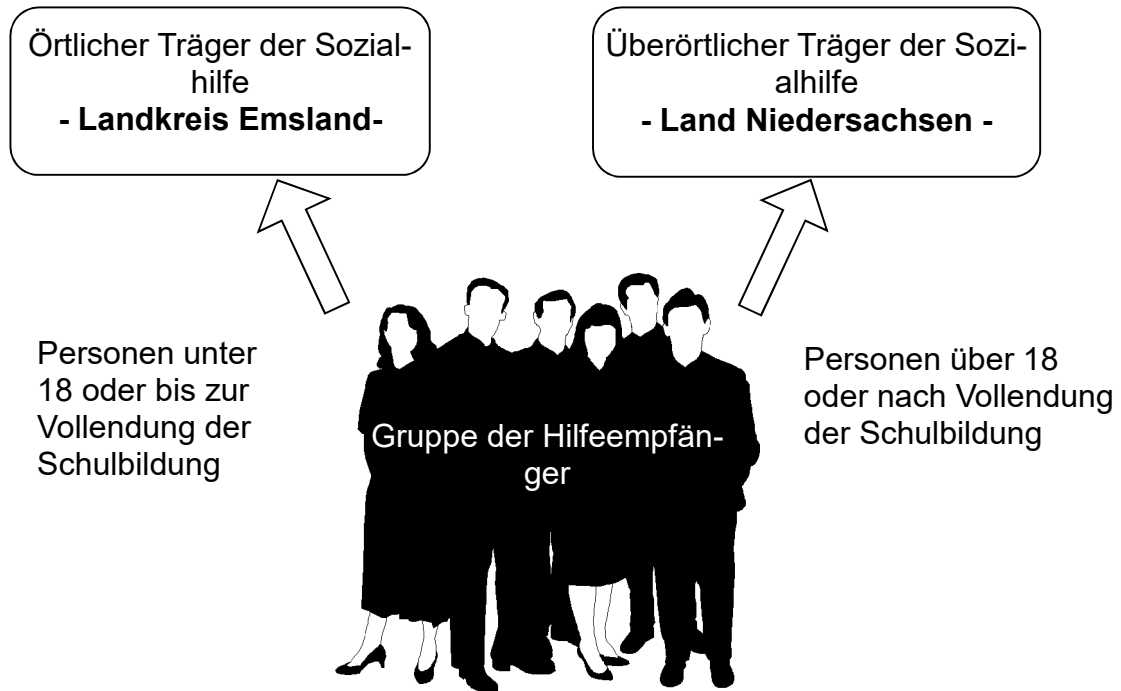 Örtlicher Träger der Sozial-
hilfe
- Landkreis Emsland-
Überörtlicher Träger der Sozi-
alhilfe
- Land Niedersachsen -
Personen unter
18 oder bis zur
Vollendung der
Schulbildung
Gruppe der Hilfeempfän-
ger
Personen über 18
oder nach Vollendung
der Schulbildung